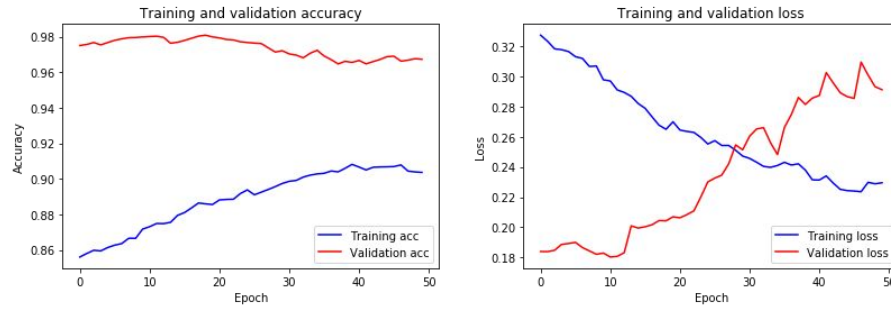 Training and validation accuracy
0.98
0.96
0.94
0.92
0.90
0.88
0.86
Accuracy
0
10
20
30
40
50
Epoch
Training acc
Validation acc
Training and validation loss
0.32
0.30
0.28
0.26
0.24
0.22
0.20
0.18
Loss
0
10
20
30
40
50
Epoch
Training loss
Validation loss